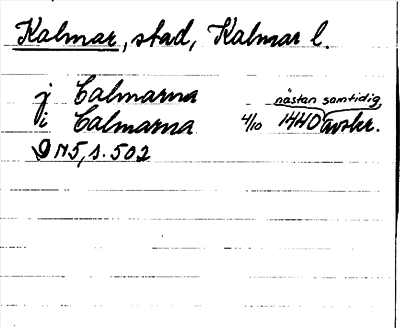 Kalmar, stad, Kalmar l.
j Calmarna
nästan samtidig
i Calmarna 4/10 1440 avskr.
DN5, s. 502